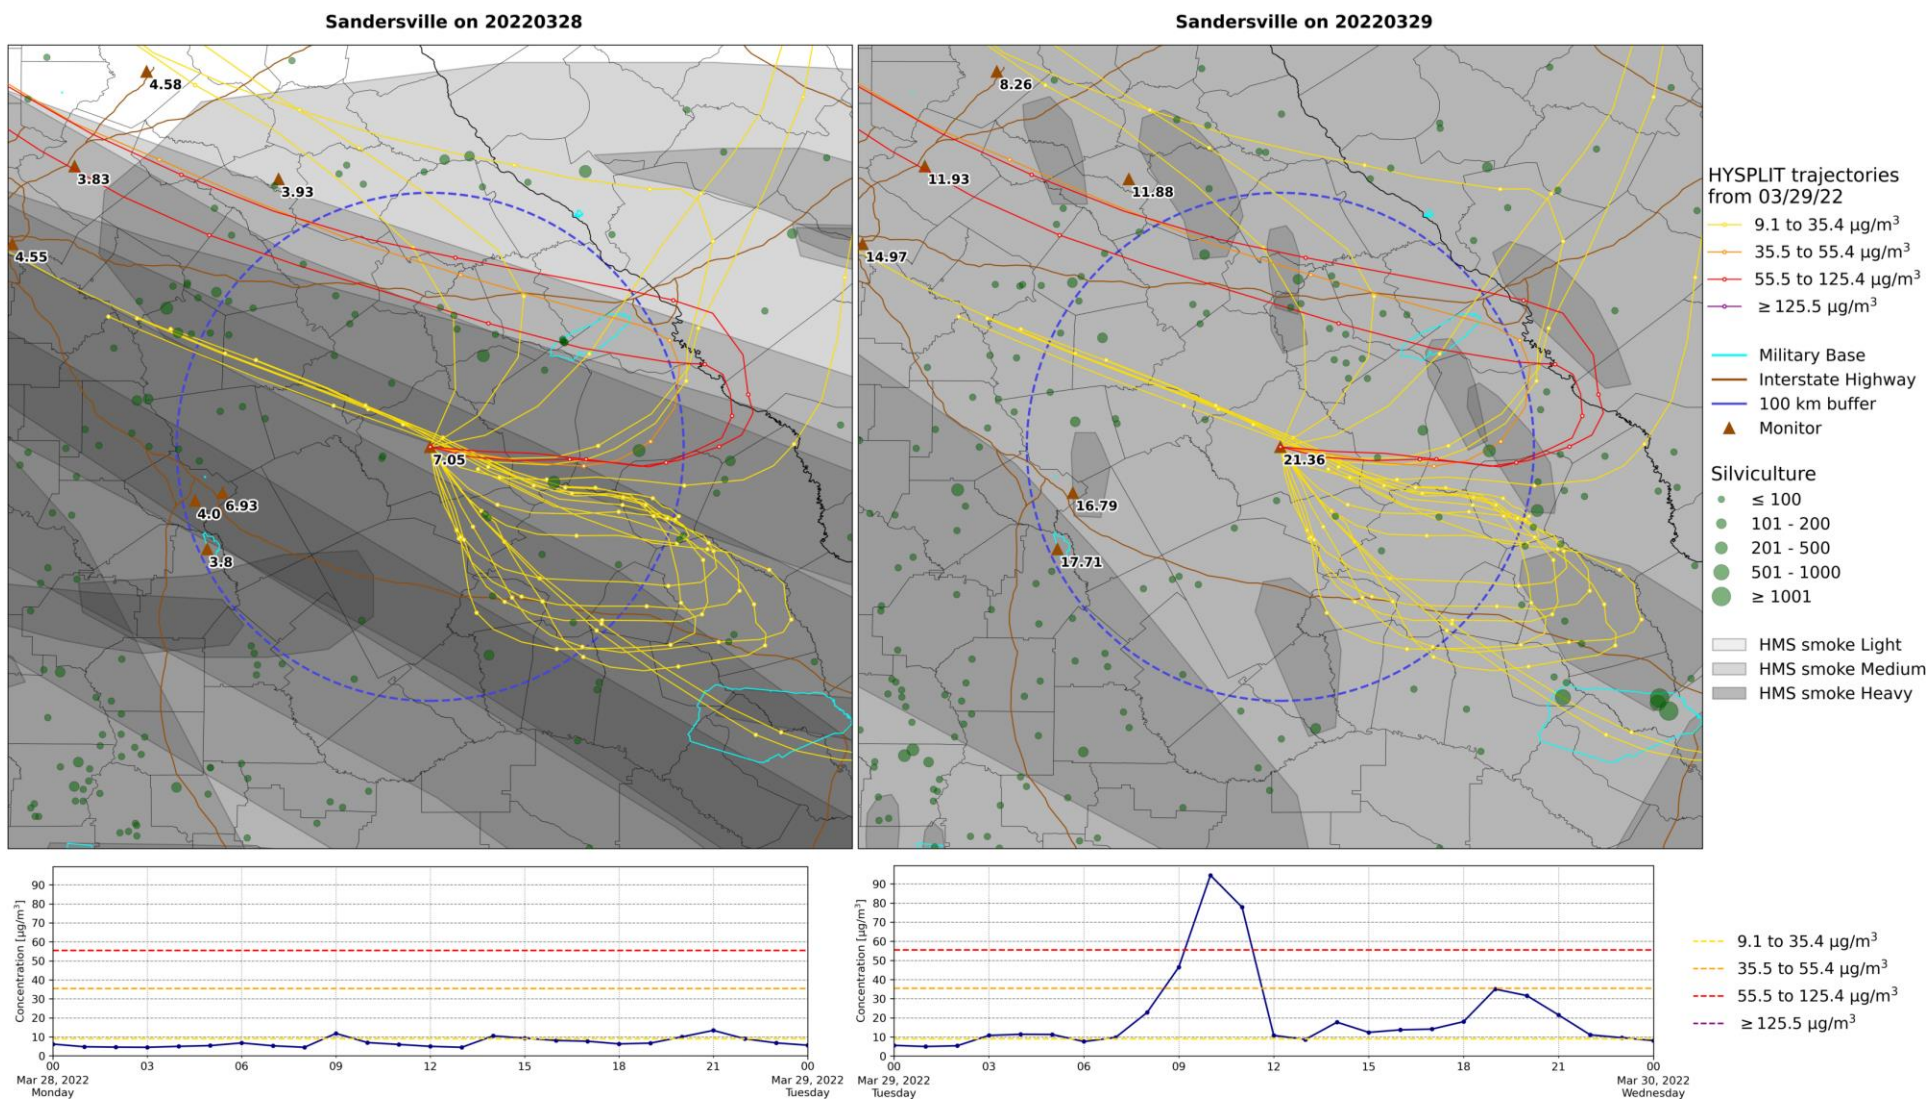 Sandersville on 20220328
4.58
3.83
3.93
4.55
7.05
6.93
4.0
3.8
Sandersville on 20220329
8.26
11.93
11.88
14.97
21.36
16.79
17.71
HYSPLIT trajectories
from 03/29/22
9.1 to 35.4 µg/m³
35.5 to 55.4 µg/m³
55.5 to 125.4 µg/m³
≥ 125.5 µg/m³
Military Base
Interstate Highway
100 km buffer
Monitor
Silviculture
≤ 100
101 - 200
201 - 500
501 - 1000
≥ 1001
HMS smoke Light
HMS smoke Medium
HMS smoke Heavy
Concentration [µg/m³]
90
80
70
60
50
40
30
20
10
0
00 03 06 09 12 15 18 21 00
Mar 28, 2022 Mar 29, 2022
Monday Tuesday
Concentration [µg/m³]
90
80
70
60
50
40
30
20
10
0
00 03 06 09 12 15 18 21 00
Mar 29, 2022 Mar 30, 2022
Tuesday Wednesday
9.1 to 35.4 µg/m³
35.5 to 55.4 µg/m³
55.5 to 125.4 µg/m³
≥ 125.5 µg/m³